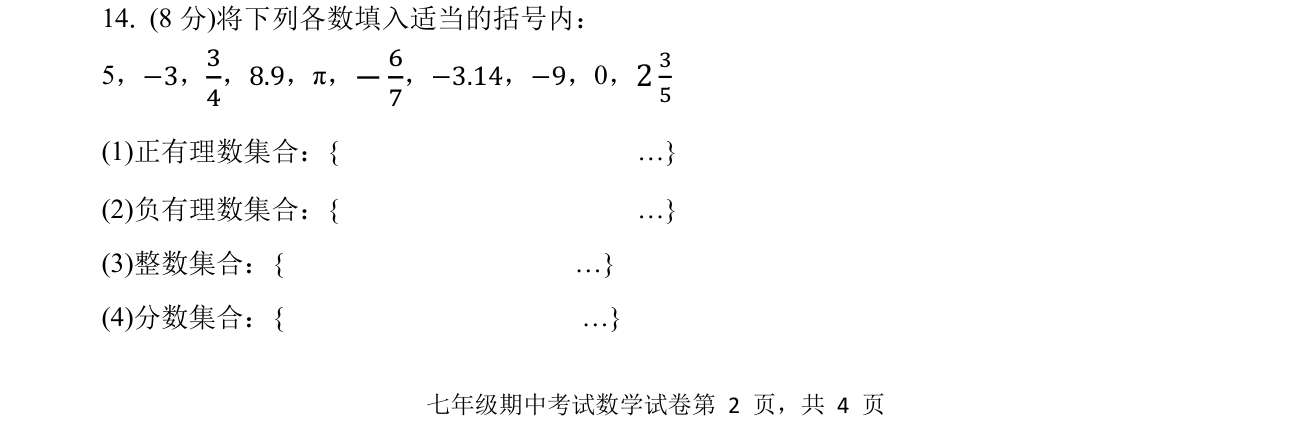 14. (8 分)将下列各数填入适当的括号内：
5，−3，3/4，8.9，π，−6/7，−3.14，−9，0，2 3/5
(1)正有理数集合：{ …}
(2)负有理数集合：{ …}
(3)整数集合：{ …}
(4)分数集合：{ …}
七年级期中考试数学试卷第 2 页，共 4 页